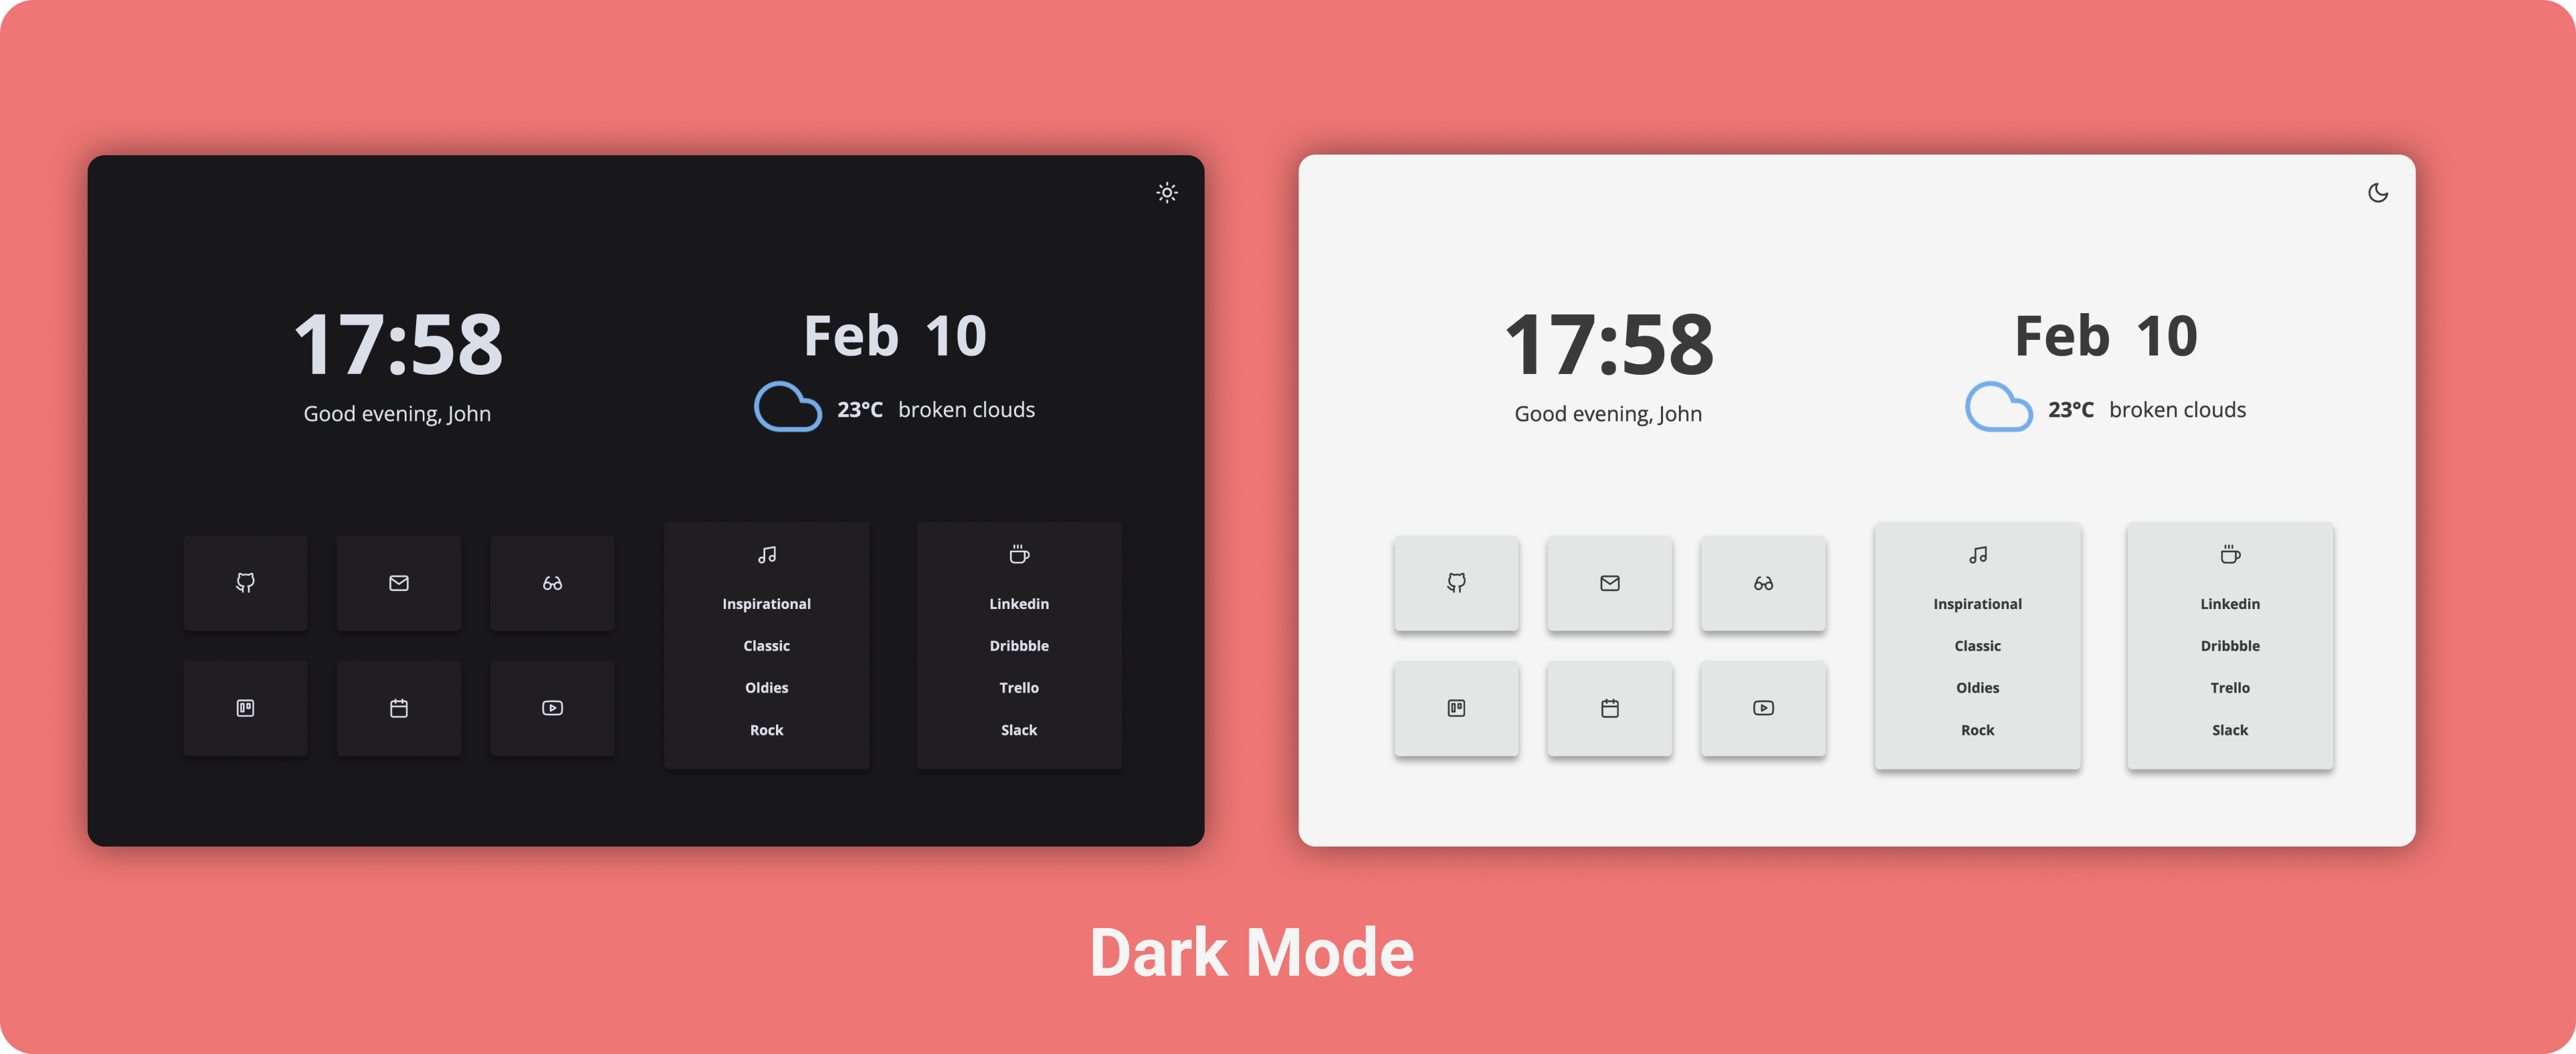 17:58
Good evening, John
Feb 10
23°C broken clouds
Inspirational
Classic
Oldies
Rock
Linkedin
Dribbble
Trello
Slack
17:58
Good evening, John
Feb 10
23°C broken clouds
Inspirational
Classic
Oldies
Rock
Linkedin
Dribbble
Trello
Slack
Dark Mode